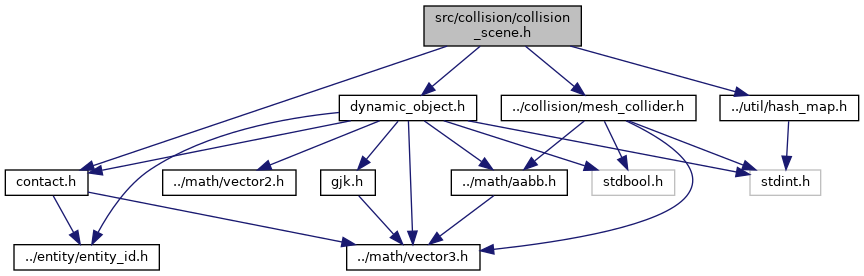 src/collision/collision
_scene.h
dynamic_object.h
../collision/mesh_collider.h
../util/hash_map.h
contact.h
../math/vector2.h
gjk.h
../math/aabb.h
stdbool.h
stdint.h
../entity/entity_id.h
../math/vector3.h